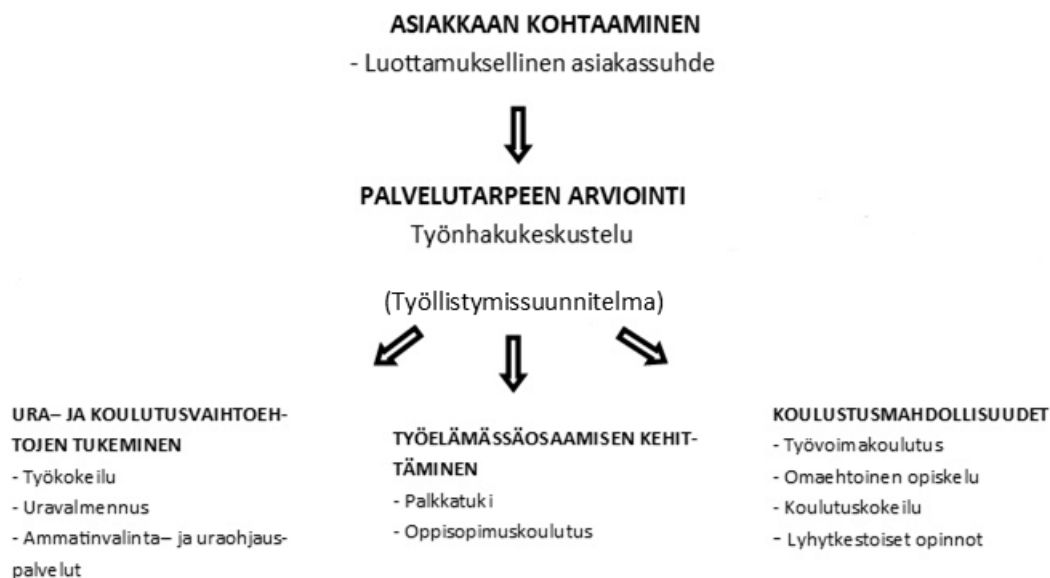 ASIAKKAAN KOHTAAMINEN
- Luottamuksellinen asiakassuhde
PALVELUTARPEEN ARVIOINTI
Työnhakukeskustelu
(Työllistymissuunnitelma)
URA– JA KOULUTUSVAIHTOEH-
TOJEN TUKEMINEN
- Työkokeilu
- Uravalmennus
- Ammatinvalinta– ja uraohjaus-
palvelut
TYÖELÄMÄSSÄOSAAMISEN KEHIT-
TÄMINEN
- Palkkatuki
- Oppisopimuskoulutus
KOULUSTUSMAHDOLLISUUDET
- Työvoimakoulutus
- Omaehtoinen opiskelu
- Koulutuskokeilu
- Lyhytkestoiset opinnot